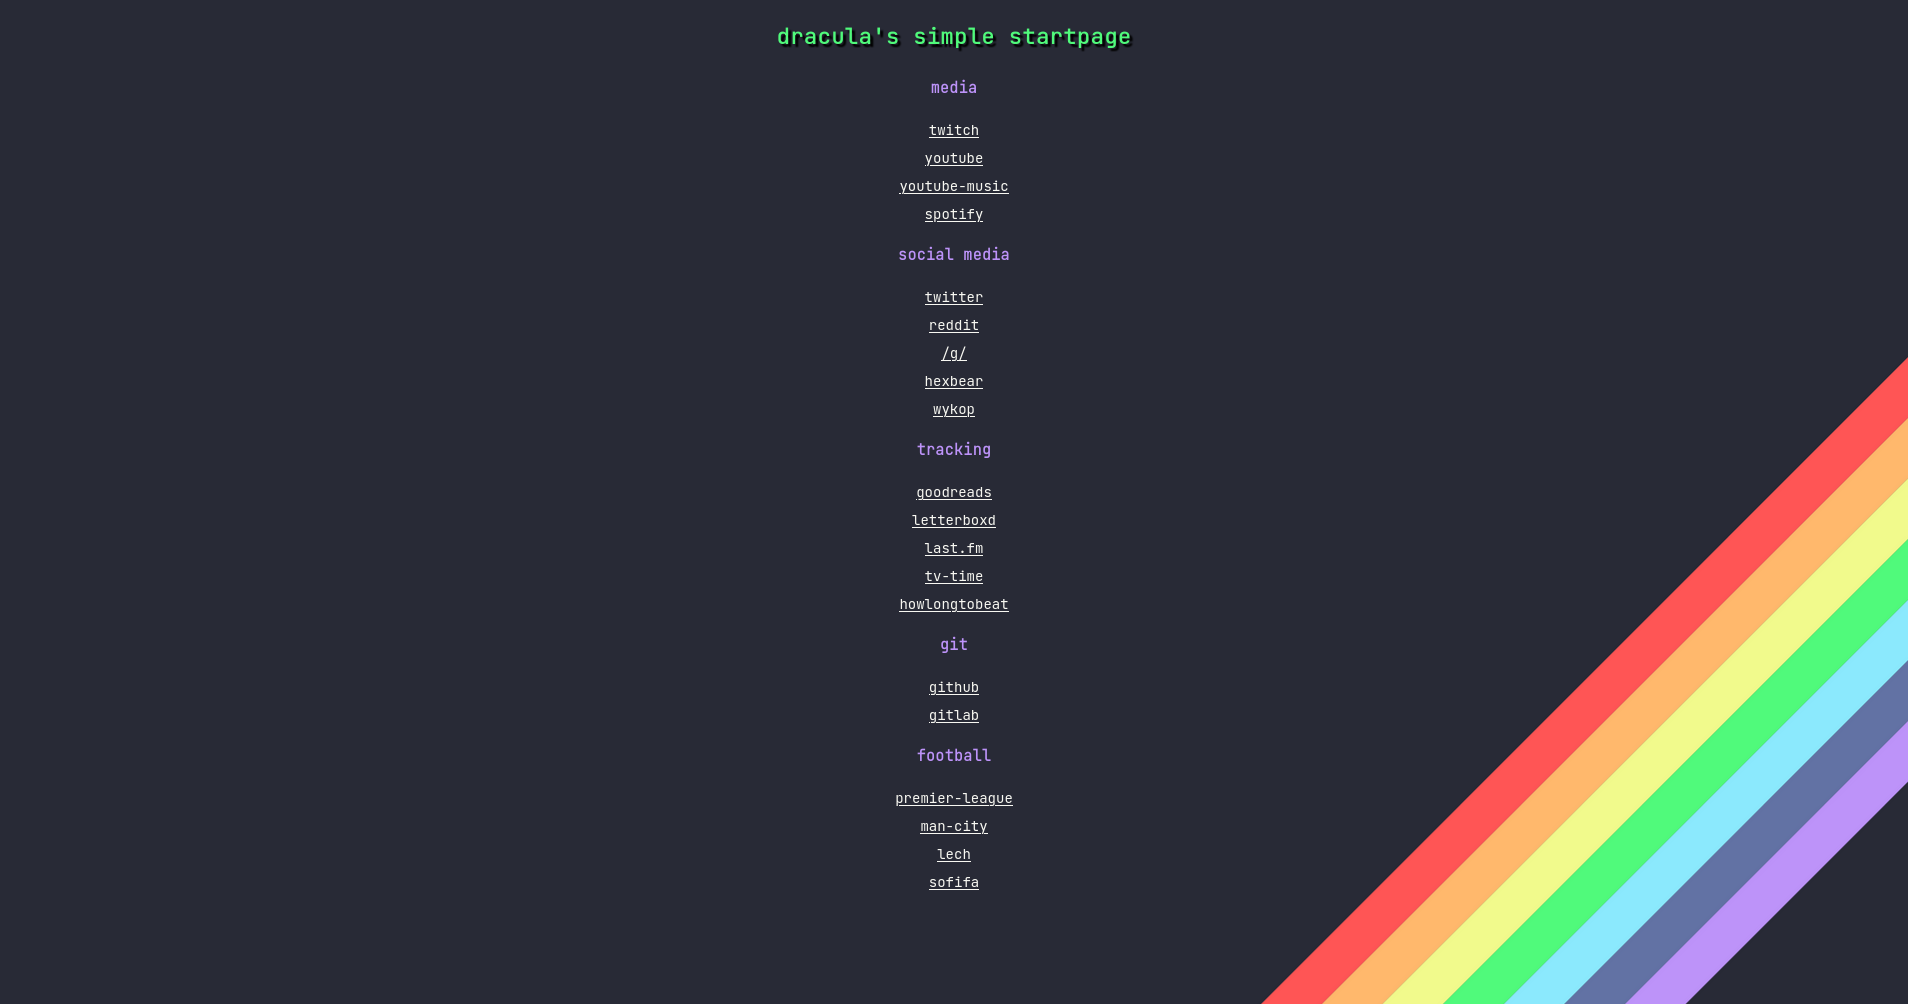 dracula's simple startpage
media
twitch
youtube
youtube-music
spotify
social media
twitter
reddit
/g/
hexbear
wykop
tracking
goodreads
letterboxd
last.fm
tv-time
howlongtobeat
git
github
gitlab
football
premier-league
man-city
lech
sofifa